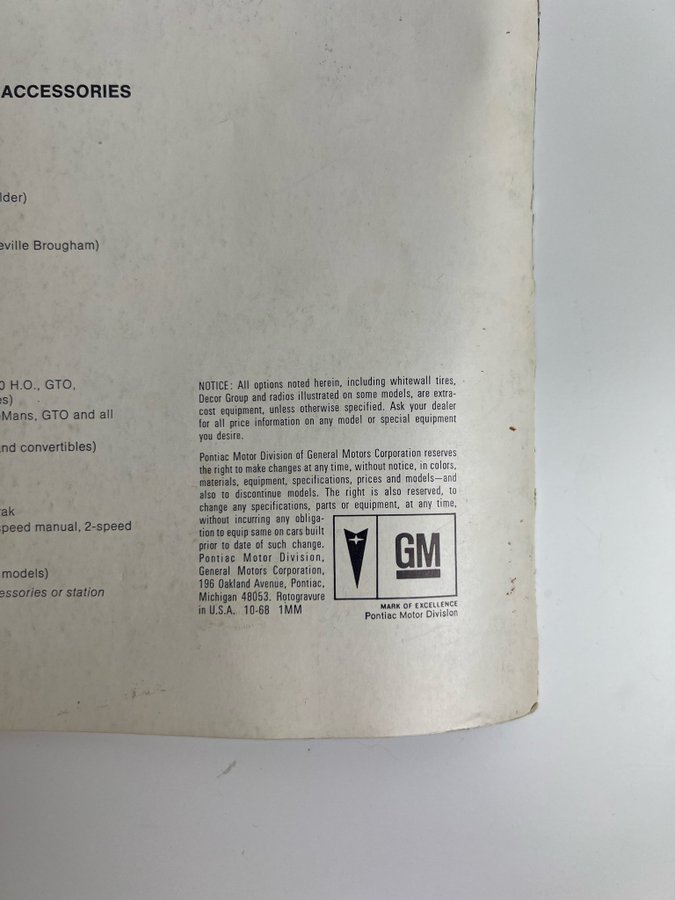 ACCESSORIES
lder)
eville Brougham)
0 H.O., GTO,
es)
Mans, GTO and all
nd convertibles)
rak
speed manual, 2-speed
models)
essories or station
NOTICE: All options noted herein, including whitewall tires,
Decor Group and radios illustrated on some models, are extra-
cost equipment, unless otherwise specified. Ask your dealer
for all price information on any model or special equipment
you desire.
Pontiac Motor Division of General Motors Corporation reserves
the right to make changes at any time, without notice, in colors,
materials, equipment, specifications, prices and models—and
also to discontinue models. The right is also reserved, to
change any specifications, parts or equipment, at any time,
without incurring any obliga-
tion to equip same on cars built
prior to date of such change.
Pontiac Motor Division,
General Motors Corporation,
196 Oakland Avenue, Pontiac,
Michigan 48053. Rotogravure
in U.S.A. 10-68 1MM
GM
MARK OF EXCELLENCE
Pontiac Motor Division